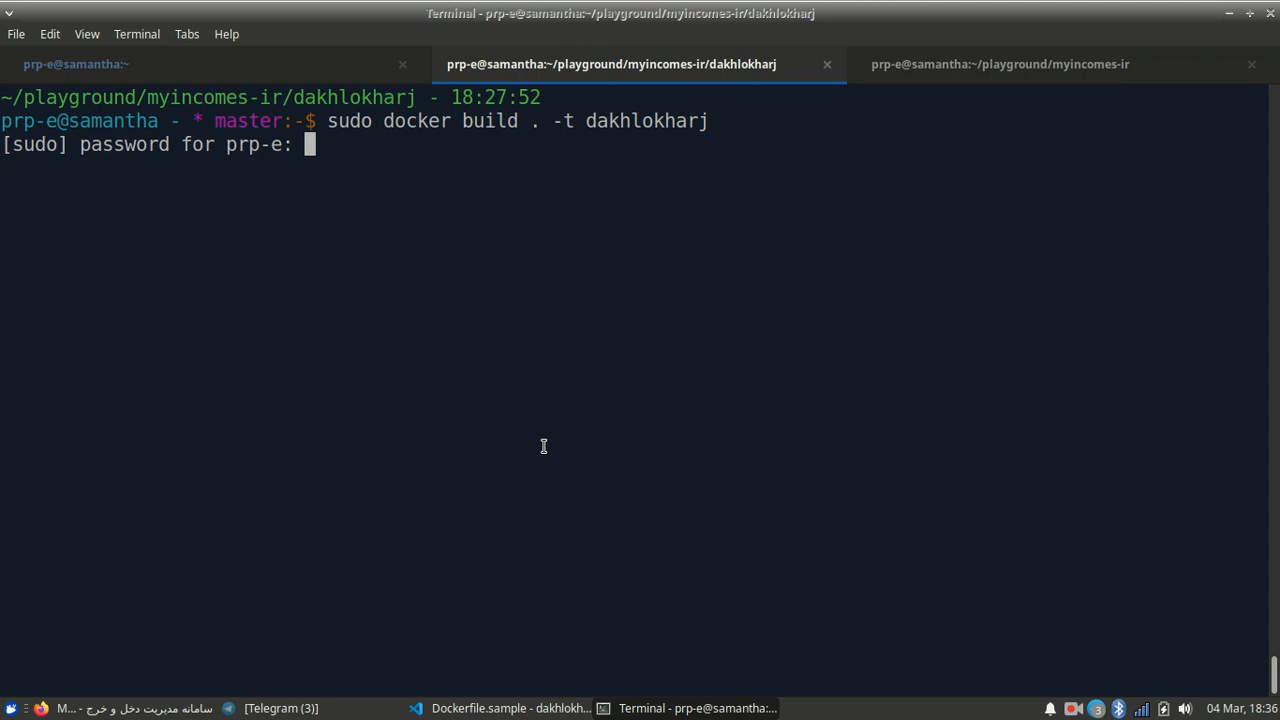 Terminal - prp-e@samantha:~/playground/myincomes-ir/dakhlokharj
File Edit View Terminal Tabs Help
prp-e@samantha:~
prp-e@samantha:~/playground/myincomes-ir/dakhlokharj
prp-e@samantha:~/playground/myincomes-ir
~/playground/myincomes-ir/dakhlokharj - 18:27:52
prp-e@samantha - * master:-$ sudo docker build . -t dakhlokharj
[sudo] password for prp-e:
سامانه مدیریت دخل و خرج - M...
[Telegram (3)]
Dockerfile.sample - dakhlokh...
Terminal - prp-e@samantha:...
3
04 Mar, 18:36